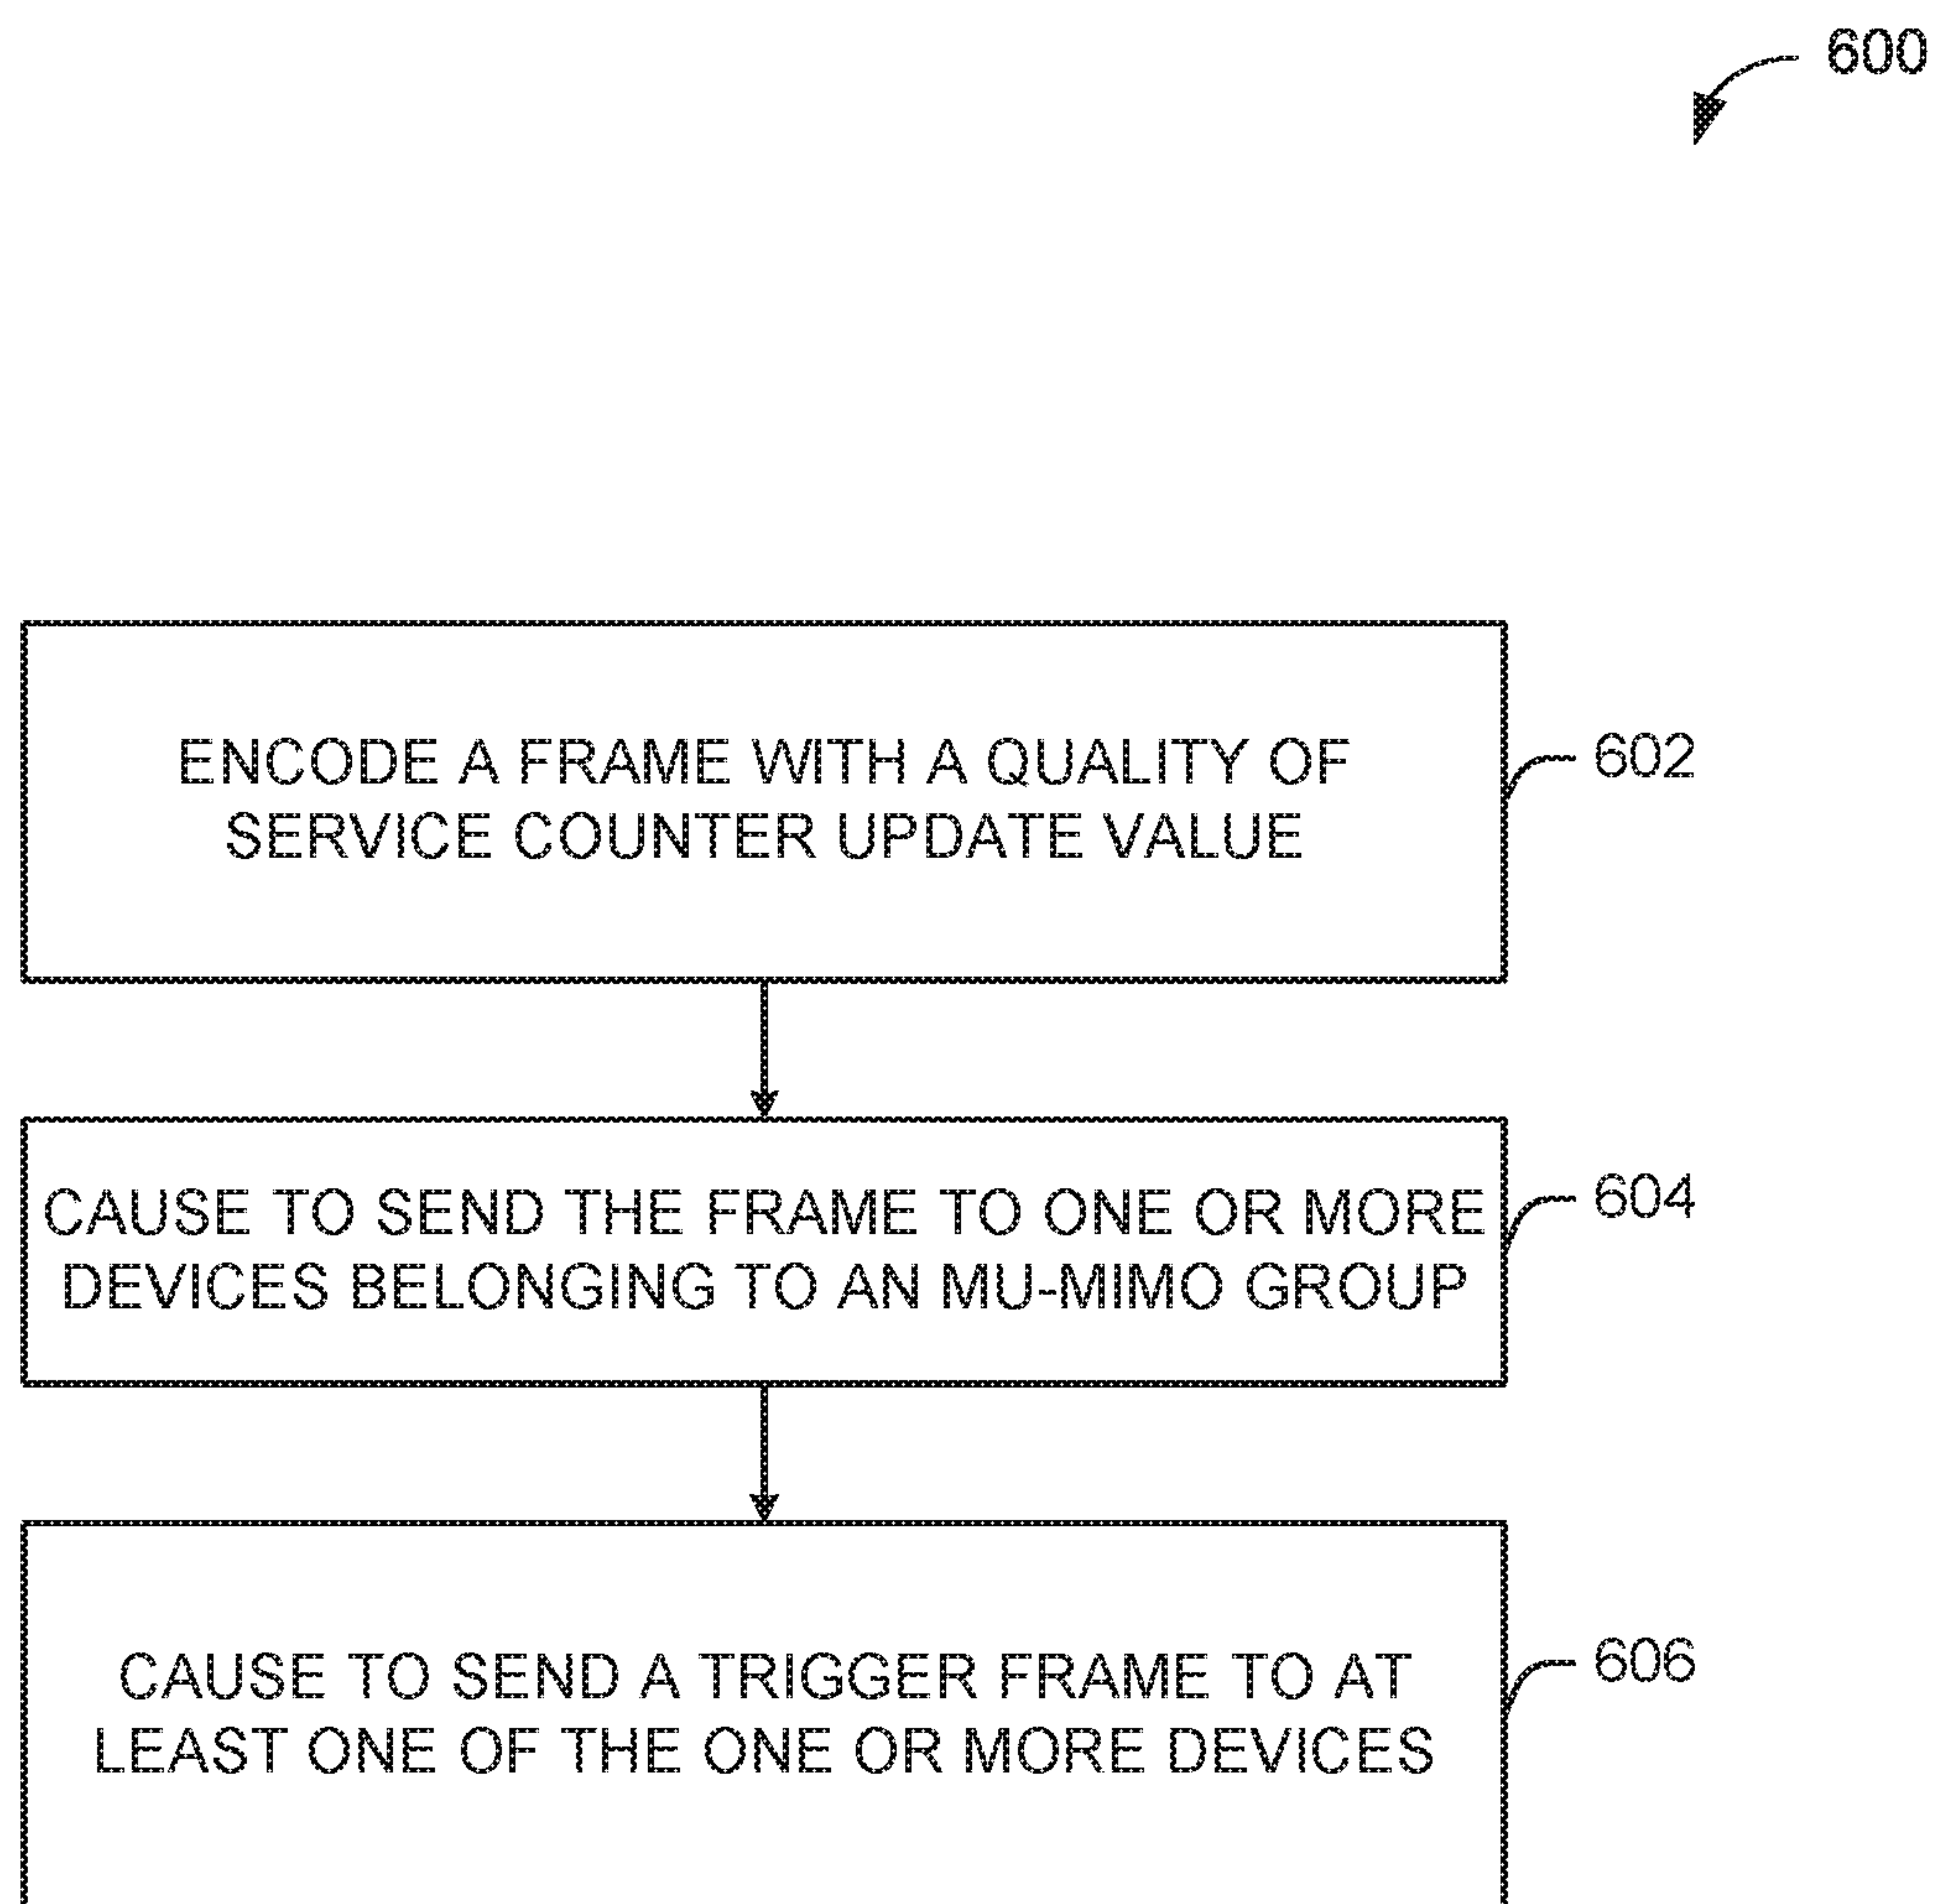 600
ENCODE A FRAME WITH A QUALITY OF
SERVICE COUNTER UPDATE VALUE
602
CAUSE TO SEND THE FRAME TO ONE OR MORE
DEVICES BELONGING TO AN MU-MIMO GROUP
604
CAUSE TO SEND A TRIGGER FRAME TO AT
LEAST ONE OF THE ONE OR MORE DEVICES
606